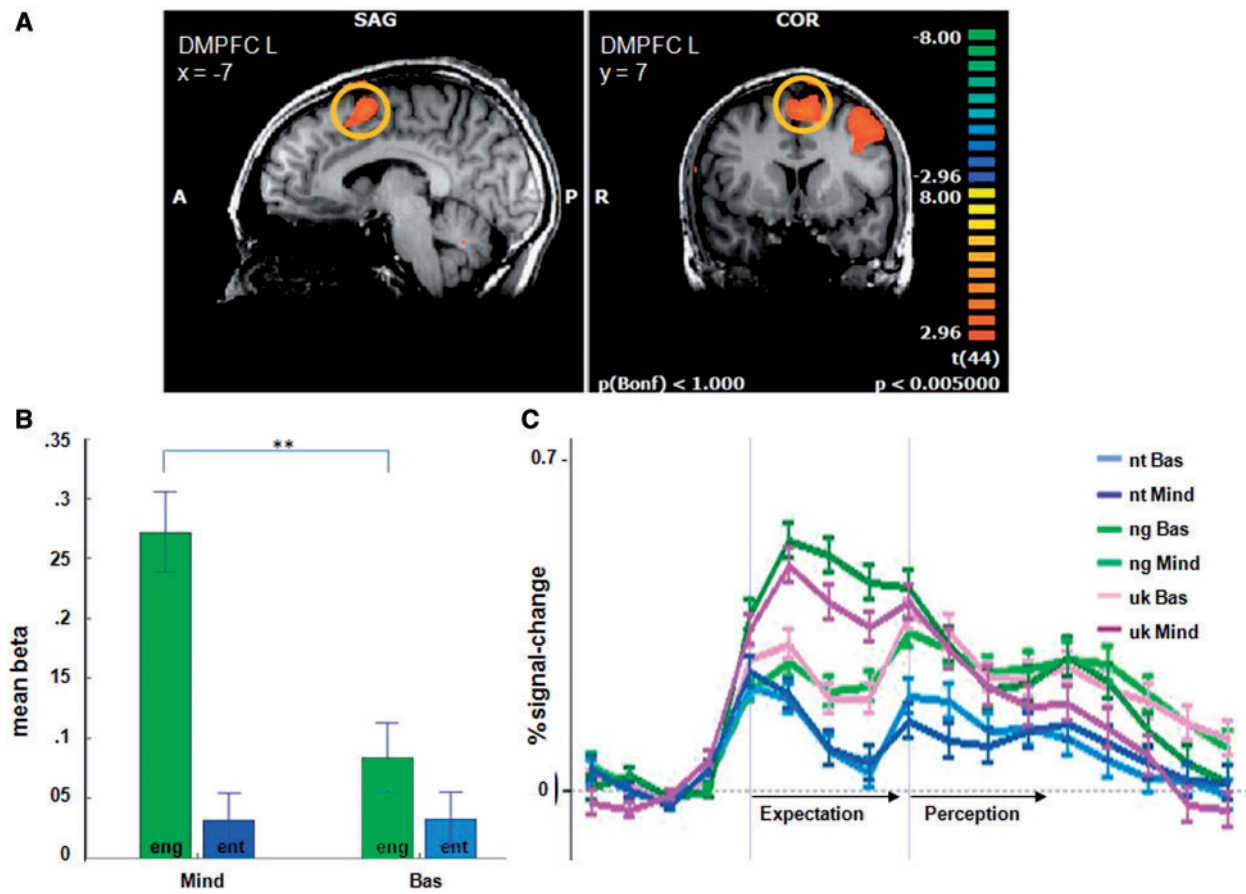 A
SAG
COR
DMPFC L
x = -7
DMPFC L
y = 7
-8.00
-2.96
8.00
2.96
A
P
R
t(44)
p(Bonf) < 1.000
p < 0.005000
B
**
.35
.3
25
.2
15
.1
05
0
mean beta
eng
ent
eng
ent
Mind
Bas
C
0.7
0
% signal-change
nt Bas
nt Mind
ng Bas
ng Mind
uk Bas
uk Mind
Expectation
Perception